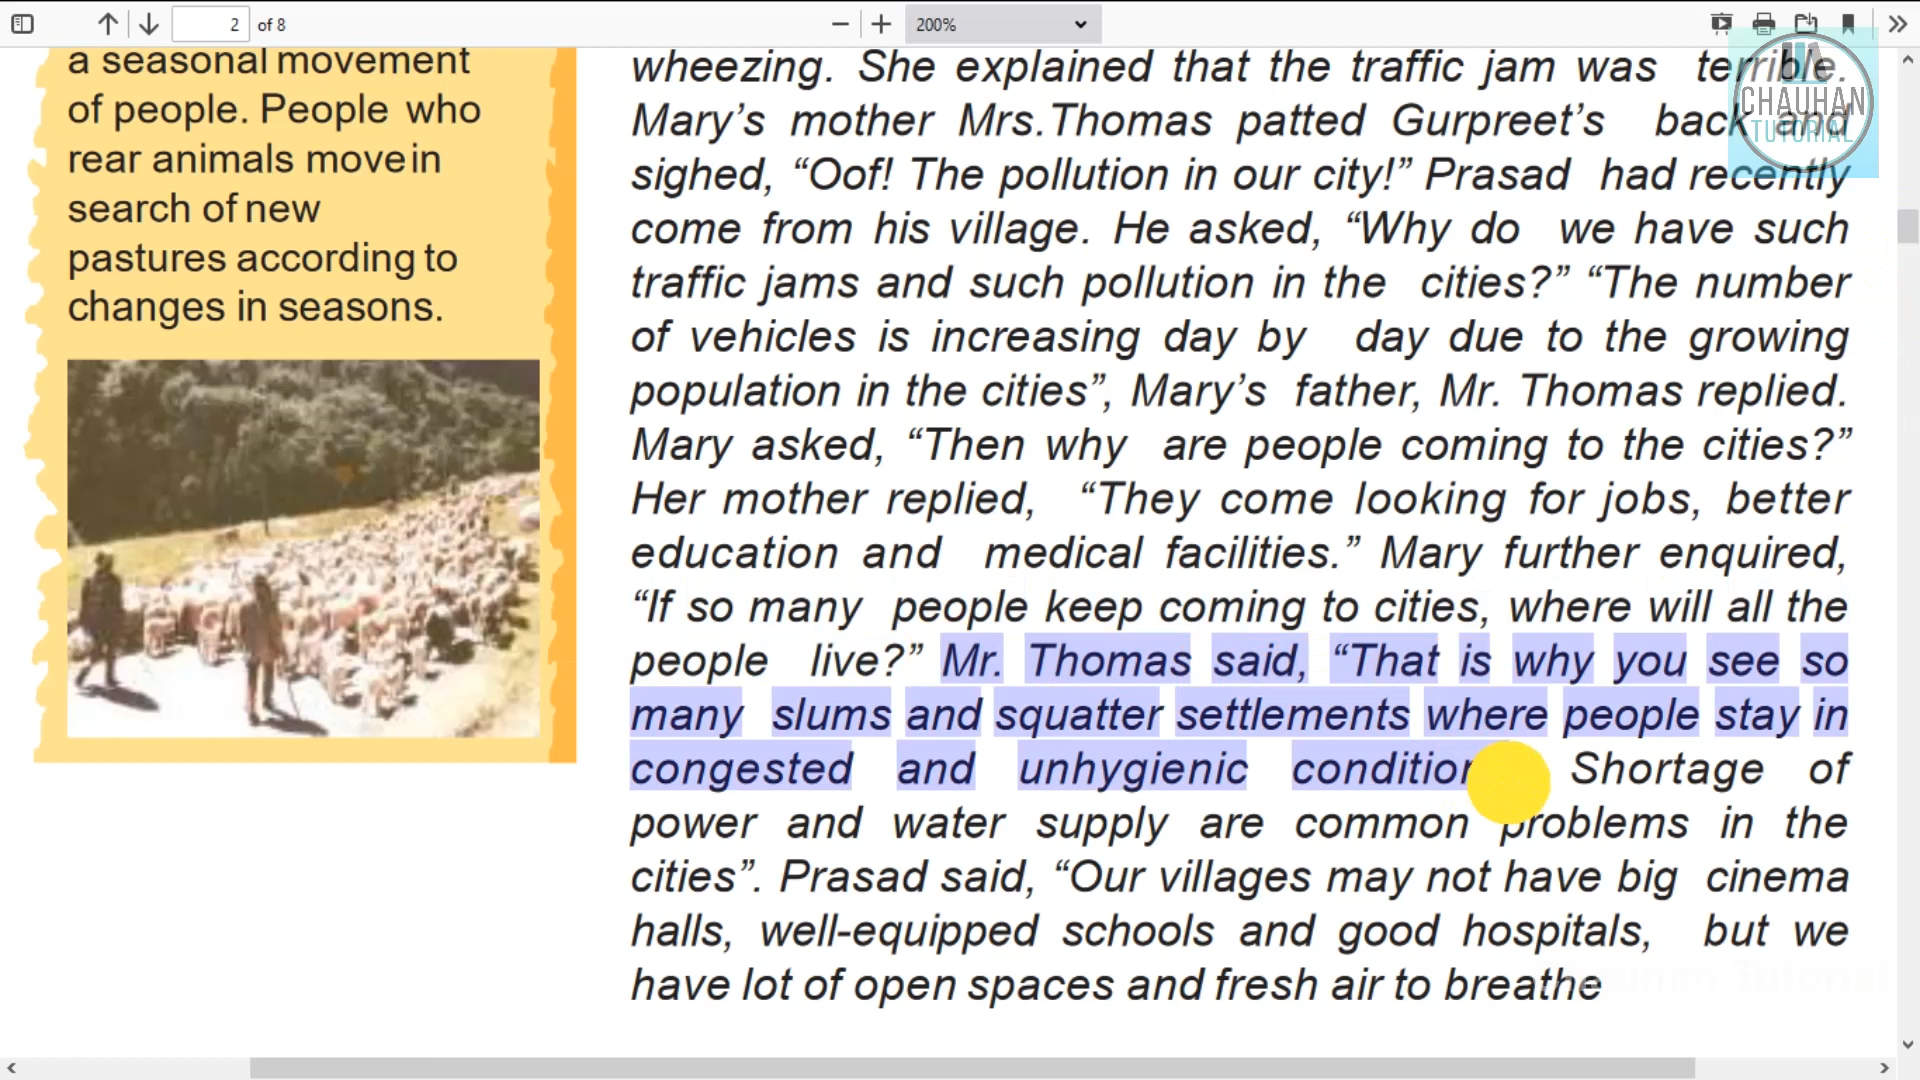 2 of 8
200%
a seasonal movement
of people. People who
rear animals move in
search of new
pastures according to
changes in seasons.
wheezing. She explained that the traffic jam was terrible.
Mary’s mother Mrs.Thomas patted Gurpreet’s back and
sighed, “Oof! The pollution in our city!” Prasad had recently
come from his village. He asked, “Why do we have such
traffic jams and such pollution in the cities?” “The number
of vehicles is increasing day by day due to the growing
population in the cities”, Mary’s father, Mr. Thomas replied.
Mary asked, “Then why are people coming to the cities?”
Her mother replied, “They come looking for jobs, better
education and medical facilities.” Mary further enquired,
“If so many people keep coming to cities, where will all the
people live?” Mr. Thomas said, “That is why you see so
many slums and squatter settlements where people stay in
congested and unhygienic Shortage of
power and water supply are common problems in the
cities”. Prasad said, “Our villages may not have big cinema
halls, well-equipped schools and good hospitals, but we
have lot of open spaces and fresh air to breathe
CHAUHAN
TUTORIAL